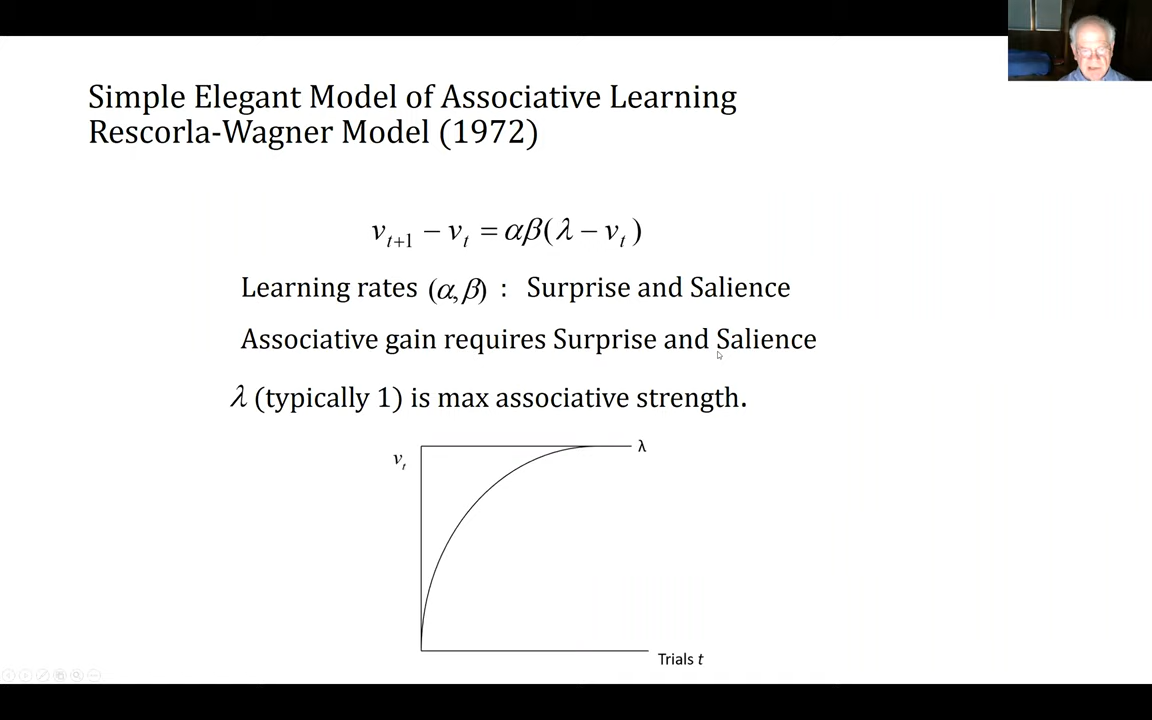 Simple Elegant Model of Associative Learning
Rescorla-Wagner Model (1972)
v_{t+1} − v_t = αβ(λ − v_t)
Learning rates (α,β) : Surprise and Salience
Associative gain requires Surprise and Salience
λ (typically 1) is max associative strength.
λ
v_t
Trials t